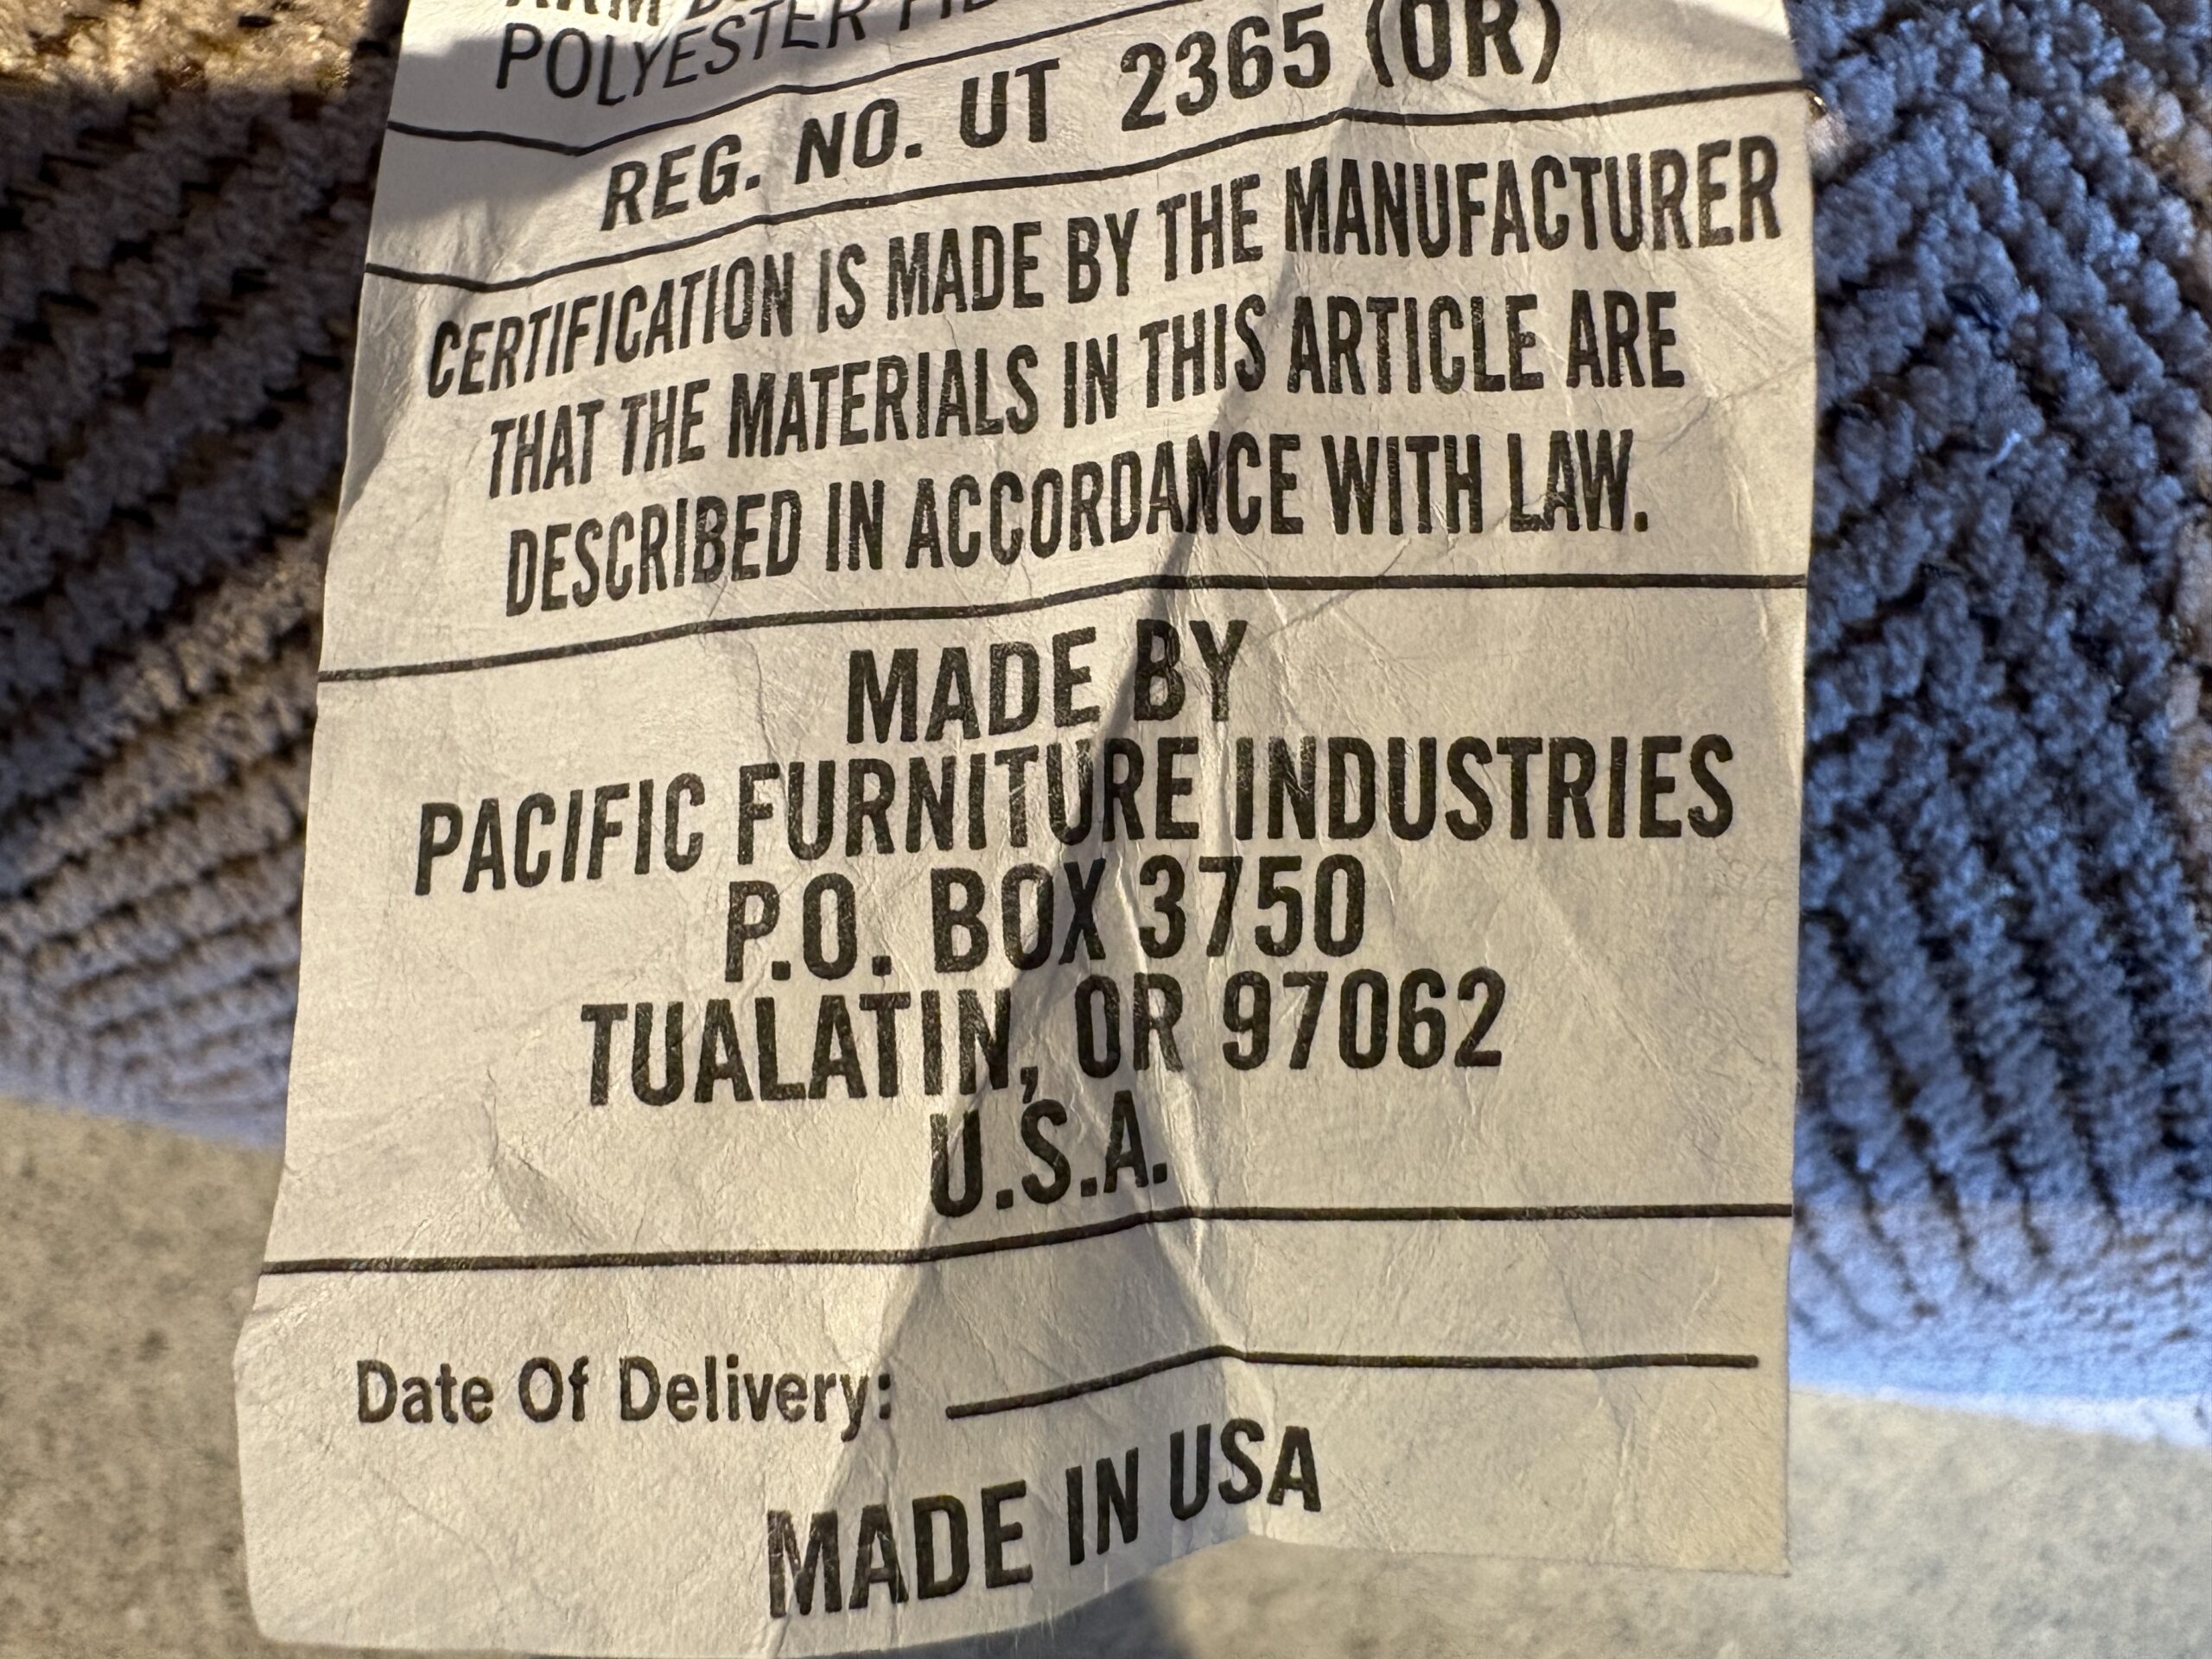 ARM
POLYESTER
REG. NO. UT 2365 (OR)
CERTIFICATION IS MADE BY THE MANUFACTURER
THAT THE MATERIALS IN THIS ARTICLE ARE
DESCRIBED IN ACCORDANCE WITH LAW.
MADE BY
PACIFIC FURNITURE INDUSTRIES
P.O. BOX 3750
TUALATIN, OR 97062
U.S.A.
Date Of Delivery:
MADE IN USA